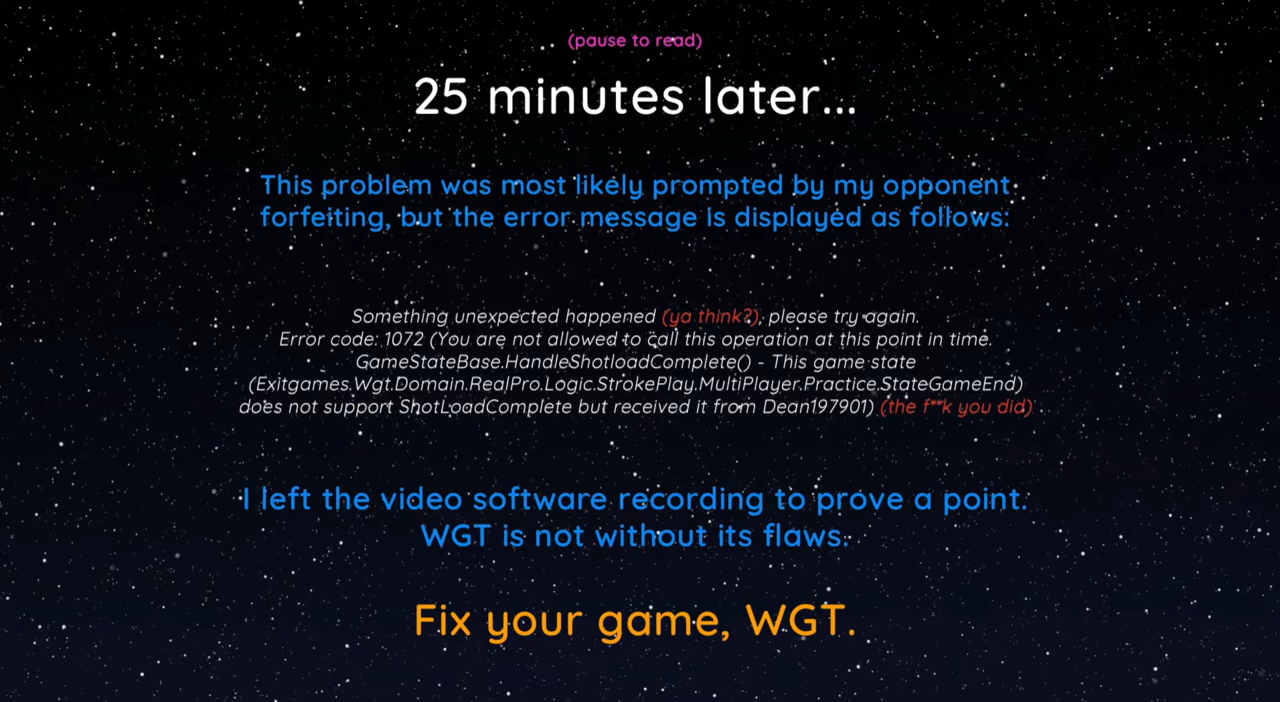 (pause to read)
25 minutes later...
This problem was most likely prompted by my opponent
forfeiting, but the error message is displayed as follows:
Something unexpected happened (ya think?), please try again.
Error code: 1072 (You are not allowed to call this operation at this point in time.
GameStateBase.HandleShotloadComplete() - This game state
(Exitgames.Wgt.Domain.RealPro.Logic.StrokePlay.MultiPlayer.Practice.StateGameEnd)
does not support ShotLoadComplete but received it from Dean197901) (the f**k you did)
I left the video software recording to prove a point.
WGT is not without its flaws.
Fix your game, WGT.